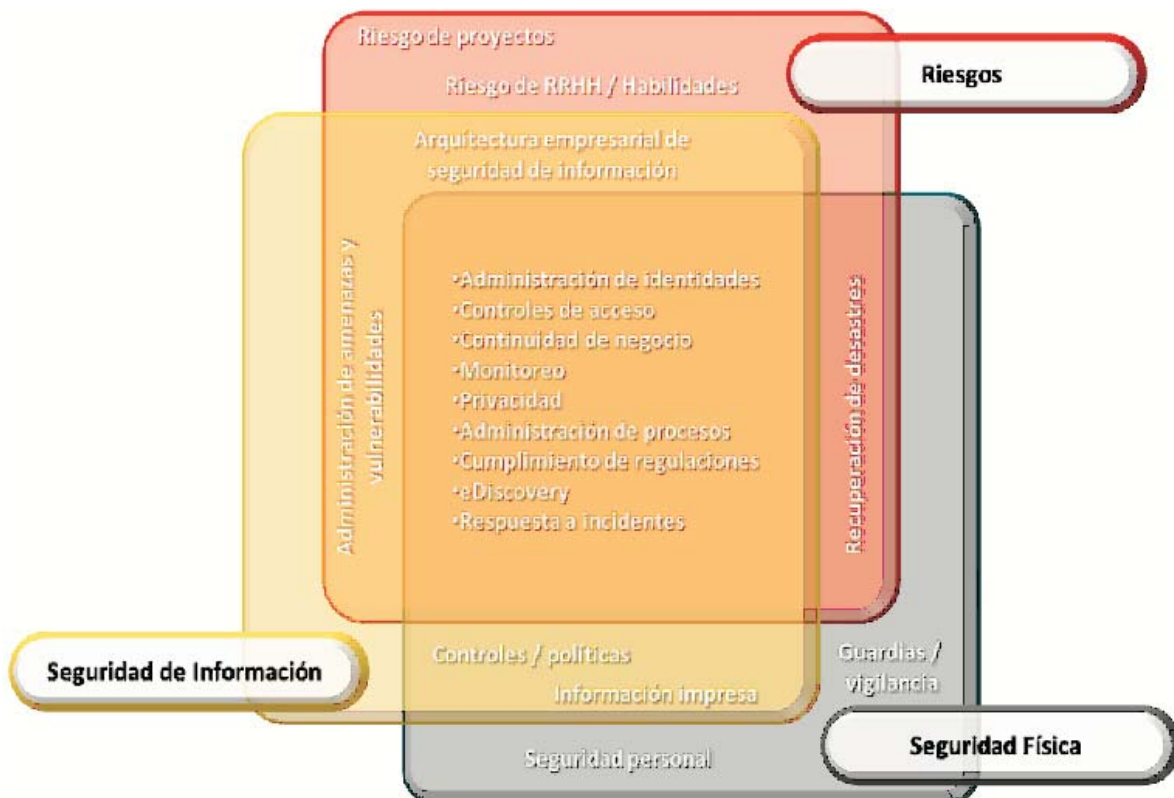 Riesgo de proyectos
Riesgos
Riesgo de RRHH / Habilidades
Arquitectura empresarial de
seguridad de información
Administración de amenazas y
vulnerabilidades
•Administración de identidades
•Controles de acceso
•Continuidad de negocio
•Monitoreo
•Privacidad
•Administración de procesos
•Cumplimiento de regulaciones
•eDiscovery
•Respuesta a incidentes
Recuperación de desastres
Seguridad de Información
Controles / políticas
Información impresa
Guardias /
vigilancia
Seguridad personal
Seguridad Física